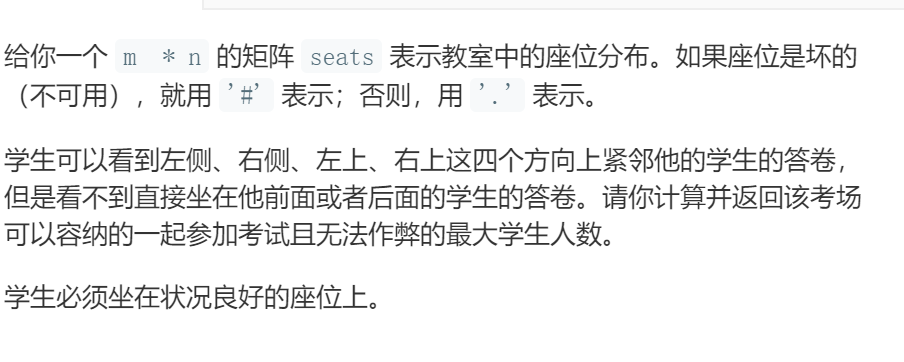 给你一个 m * n 的矩阵 seats 表示教室中的座位分布。如果座位是坏的
（不可用），就用 '#' 表示；否则，用 '.' 表示。
学生可以看到左侧、右侧、左上、右上这四个方向上紧邻他的学生的答卷，
但是看不到直接坐在他前面或者后面的学生的答卷。请你计算并返回该考场
可以容纳的一起参加考试且无法作弊的最大学生人数。
学生必须坐在状况良好的座位上。